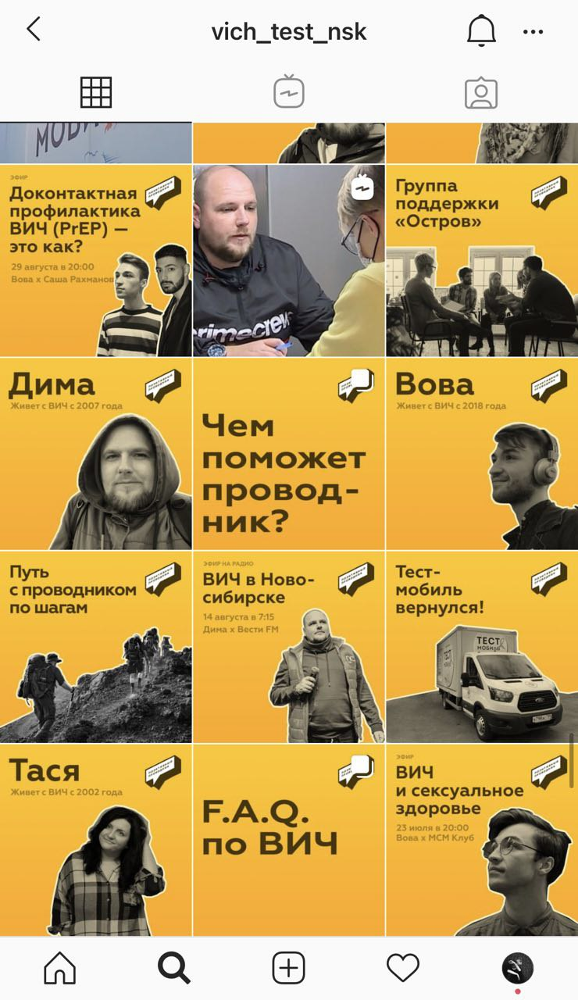 vich_test_nsk
ЭФИР
Доконтактная
профилактика
ВИЧ (PrEP) —
это как?
29 августа в 20:00
Вова х Саша Рахманов
Группа
поддержки
«Остров»
Дима
Живет с ВИЧ с 2007 года
Чем
поможет
провод-
ник?
Вова
Живет с ВИЧ с 2018 года
Путь
с проводником
по шагам
ЭФИР НА РАДИО
ВИЧ в Ново-
сибирске
14 августа в 7:15
Дима х Вести FM
Тест-
мобиль
вернулся!
ТЕСТ
МОБИЛЬ
Тася
Живет с ВИЧ с 2002 года
F.A.Q.
по ВИЧ
ЭФИР
ВИЧ
и сексуальное
здоровье
23 июля в 20:00
Вова х МСМ Клуб